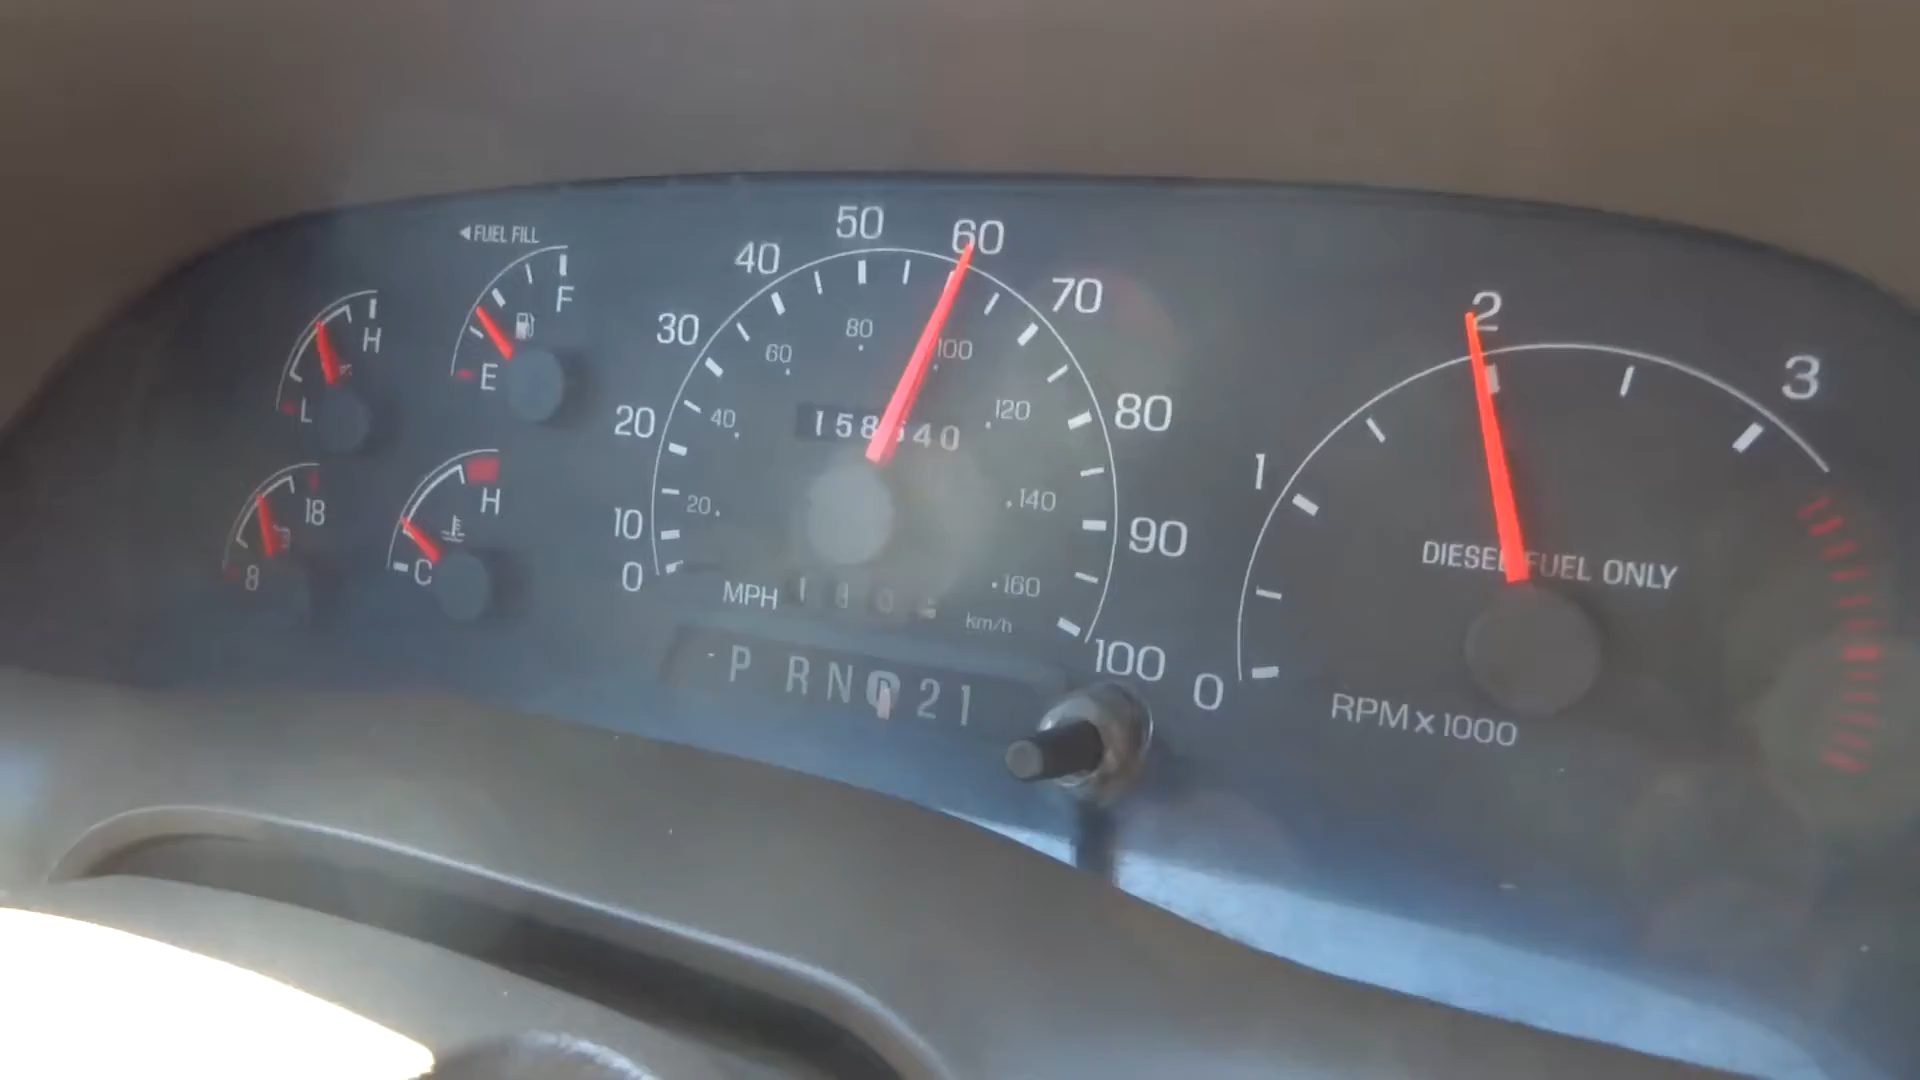 ◀ FUEL FILL
F
E
H
L
18
8
H
C
0
10
20
30
40
50
60
70
80
90
100
20
40
60
80
100
120
140
160
MPH
km/h
P R N D 2 1
0
1
2
3
DIESEL FUEL ONLY
RPM x 1000